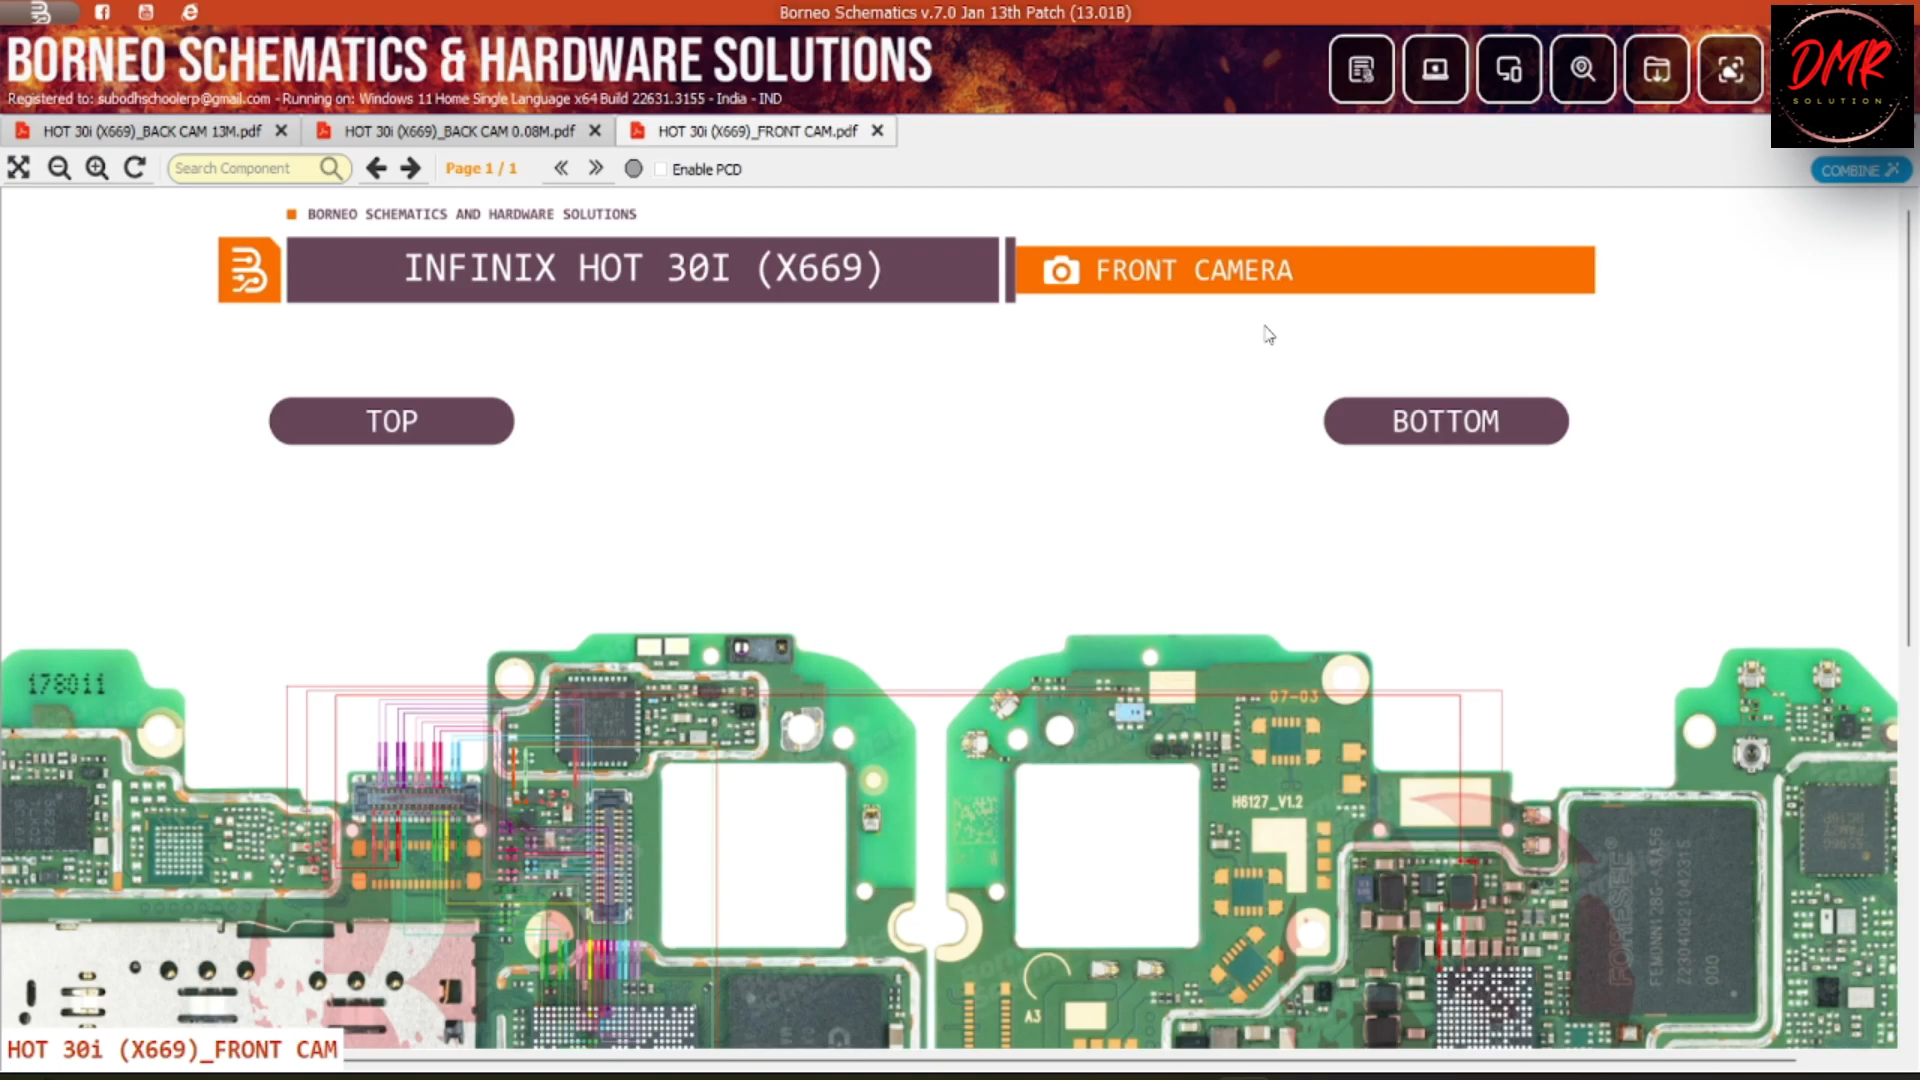 Borneo Schematics v.7.0 Jan 13th Patch (13.01B)
BORNEO SCHEMATICS & HARDWARE SOLUTIONS
Registered to: subodhschoolerp@gmail.com - Running on: Windows 11 Home Single Language x64 Build 22631.3155 - India - IND
DMR
SOLUTION
HOT 30i (X669)_BACK CAM 13M.pdf
HOT 30i (X669)_BACK CAM 0.08M.pdf
HOT 30i (X669)_FRONT CAM.pdf
Search Component
Page 1 / 1
Enable PCD
COMBINE
BORNEO SCHEMATICS AND HARDWARE SOLUTIONS
INFINIX HOT 30I (X669)
FRONT CAMERA
TOP
BOTTOM
178011
07-03
H6127_V1.2
A3
FORESEE®
000
HOT 30i (X669)_FRONT CAM